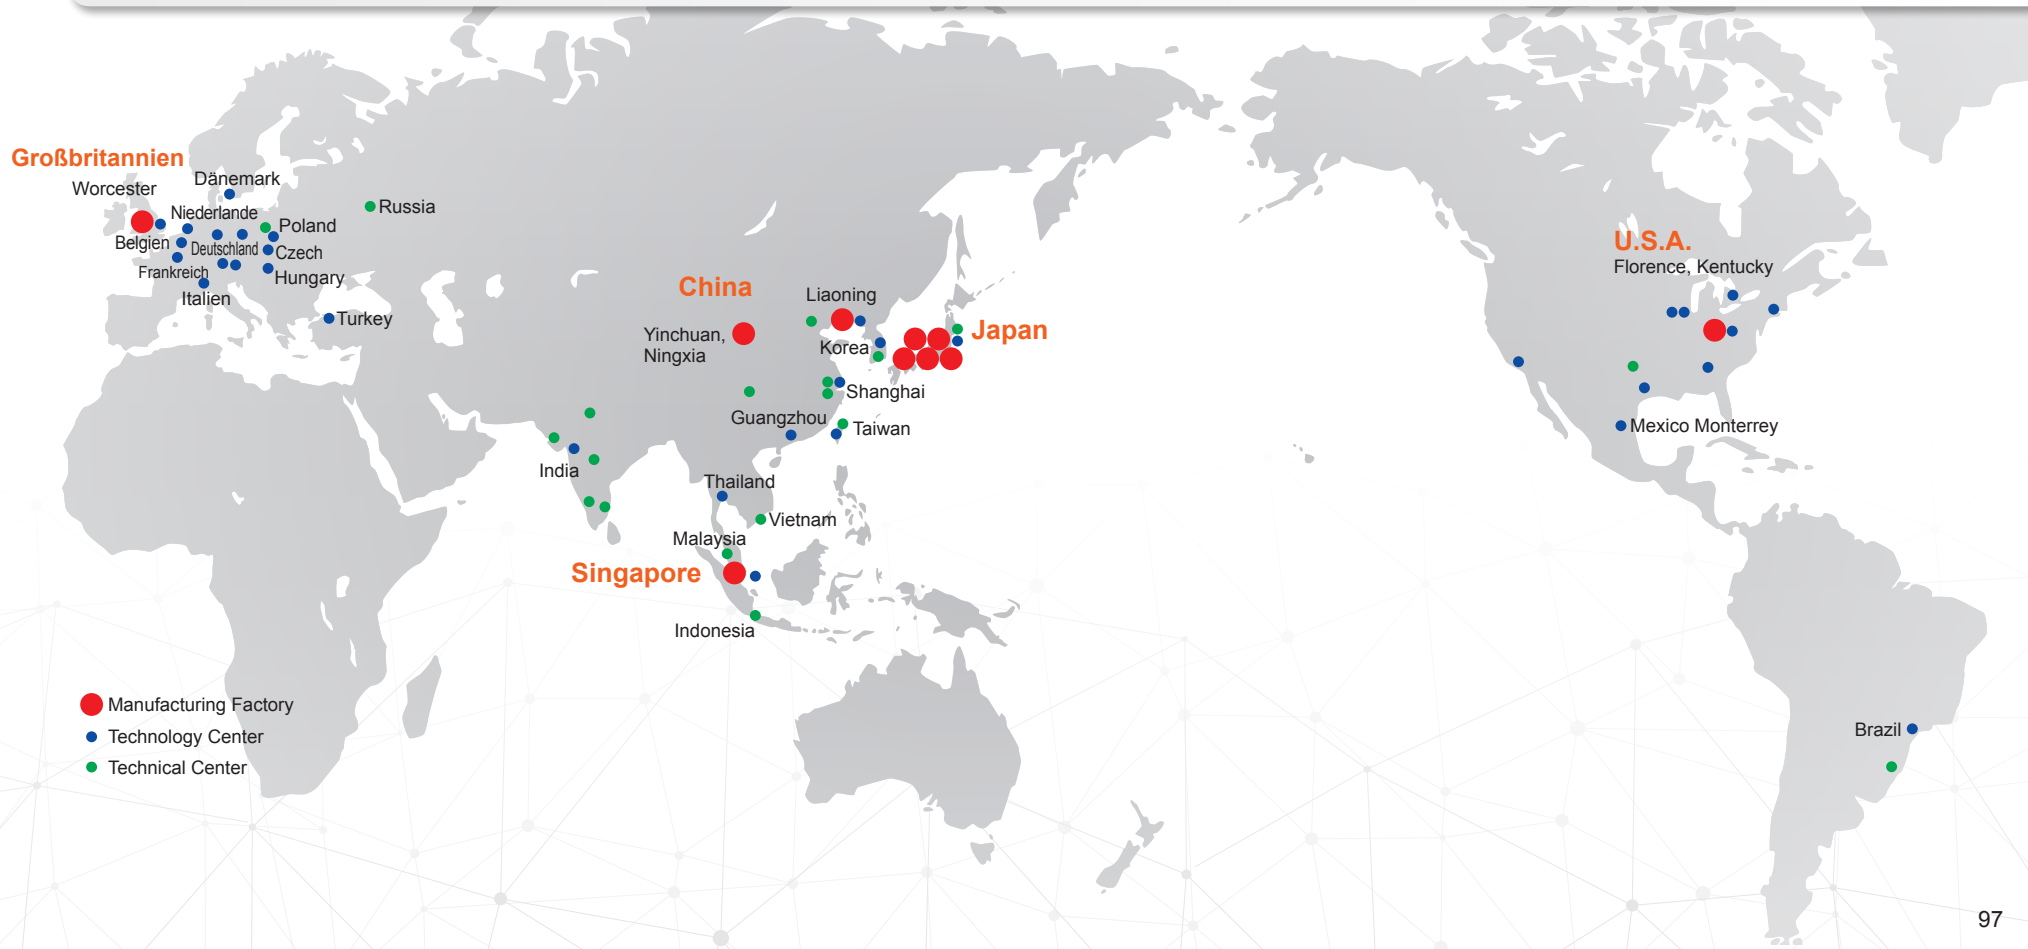 Großbritannien
Worcester
Dänemark
Niederlande
Belgien
Deutschland
Frankreich
Italien
Poland
Czech
Hungary
Turkey
Russia
China
Yinchuan,
Ningxia
Liaoning
Korea
Japan
Shanghai
Guangzhou
Taiwan
India
Thailand
Vietnam
Malaysia
Singapore
Indonesia
U.S.A.
Florence, Kentucky
Mexico Monterrey
Brazil
Manufacturing Factory
Technology Center
Technical Center
97